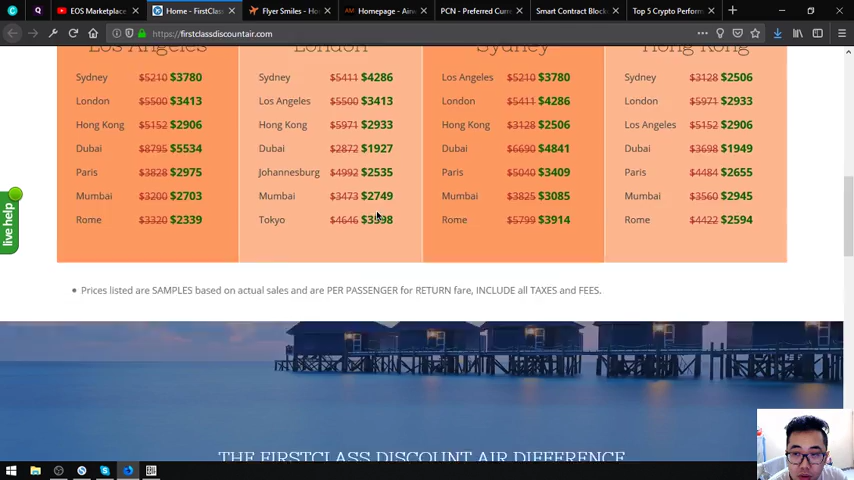 EOS Marketplace
Home - FirstClass
Flyer Smiles - Ho
Homepage - Airw
PCN - Preferred Curr
Smart Contract Block
Top 5 Crypto Perform
https://firstclassdiscountair.com
Los Angeles
London
Sydney
Hong Kong
Sydney $5210 $3780
Sydney $5411 $4286
Los Angeles $5210 $3780
Sydney $3128 $2506
London $5500 $3413
Los Angeles $5500 $3413
London $5411 $4286
London $5971 $2933
Hong Kong $5152 $2906
Hong Kong $5971 $2933
Hong Kong $3128 $2506
Los Angeles $5152 $2906
Dubai $8795 $5534
Dubai $2872 $1927
Dubai $6690 $4841
Dubai $3698 $1949
Paris $3828 $2975
Johannesburg $4992 $2535
Paris $5040 $3409
Paris $4484 $2655
Mumbai $3200 $2703
Mumbai $3473 $2749
Mumbai $3825 $3085
Mumbai $3560 $2945
Rome $3320 $2339
Tokyo $4646
Rome $5799 $3914
Rome $4422 $2594
live help
Prices listed are SAMPLES based on actual sales and are PER PASSENGER for RETURN fare, INCLUDE all TAXES and FEES.
THE FIRSTCLASS DISCOUNT AIR DIFFERENCE